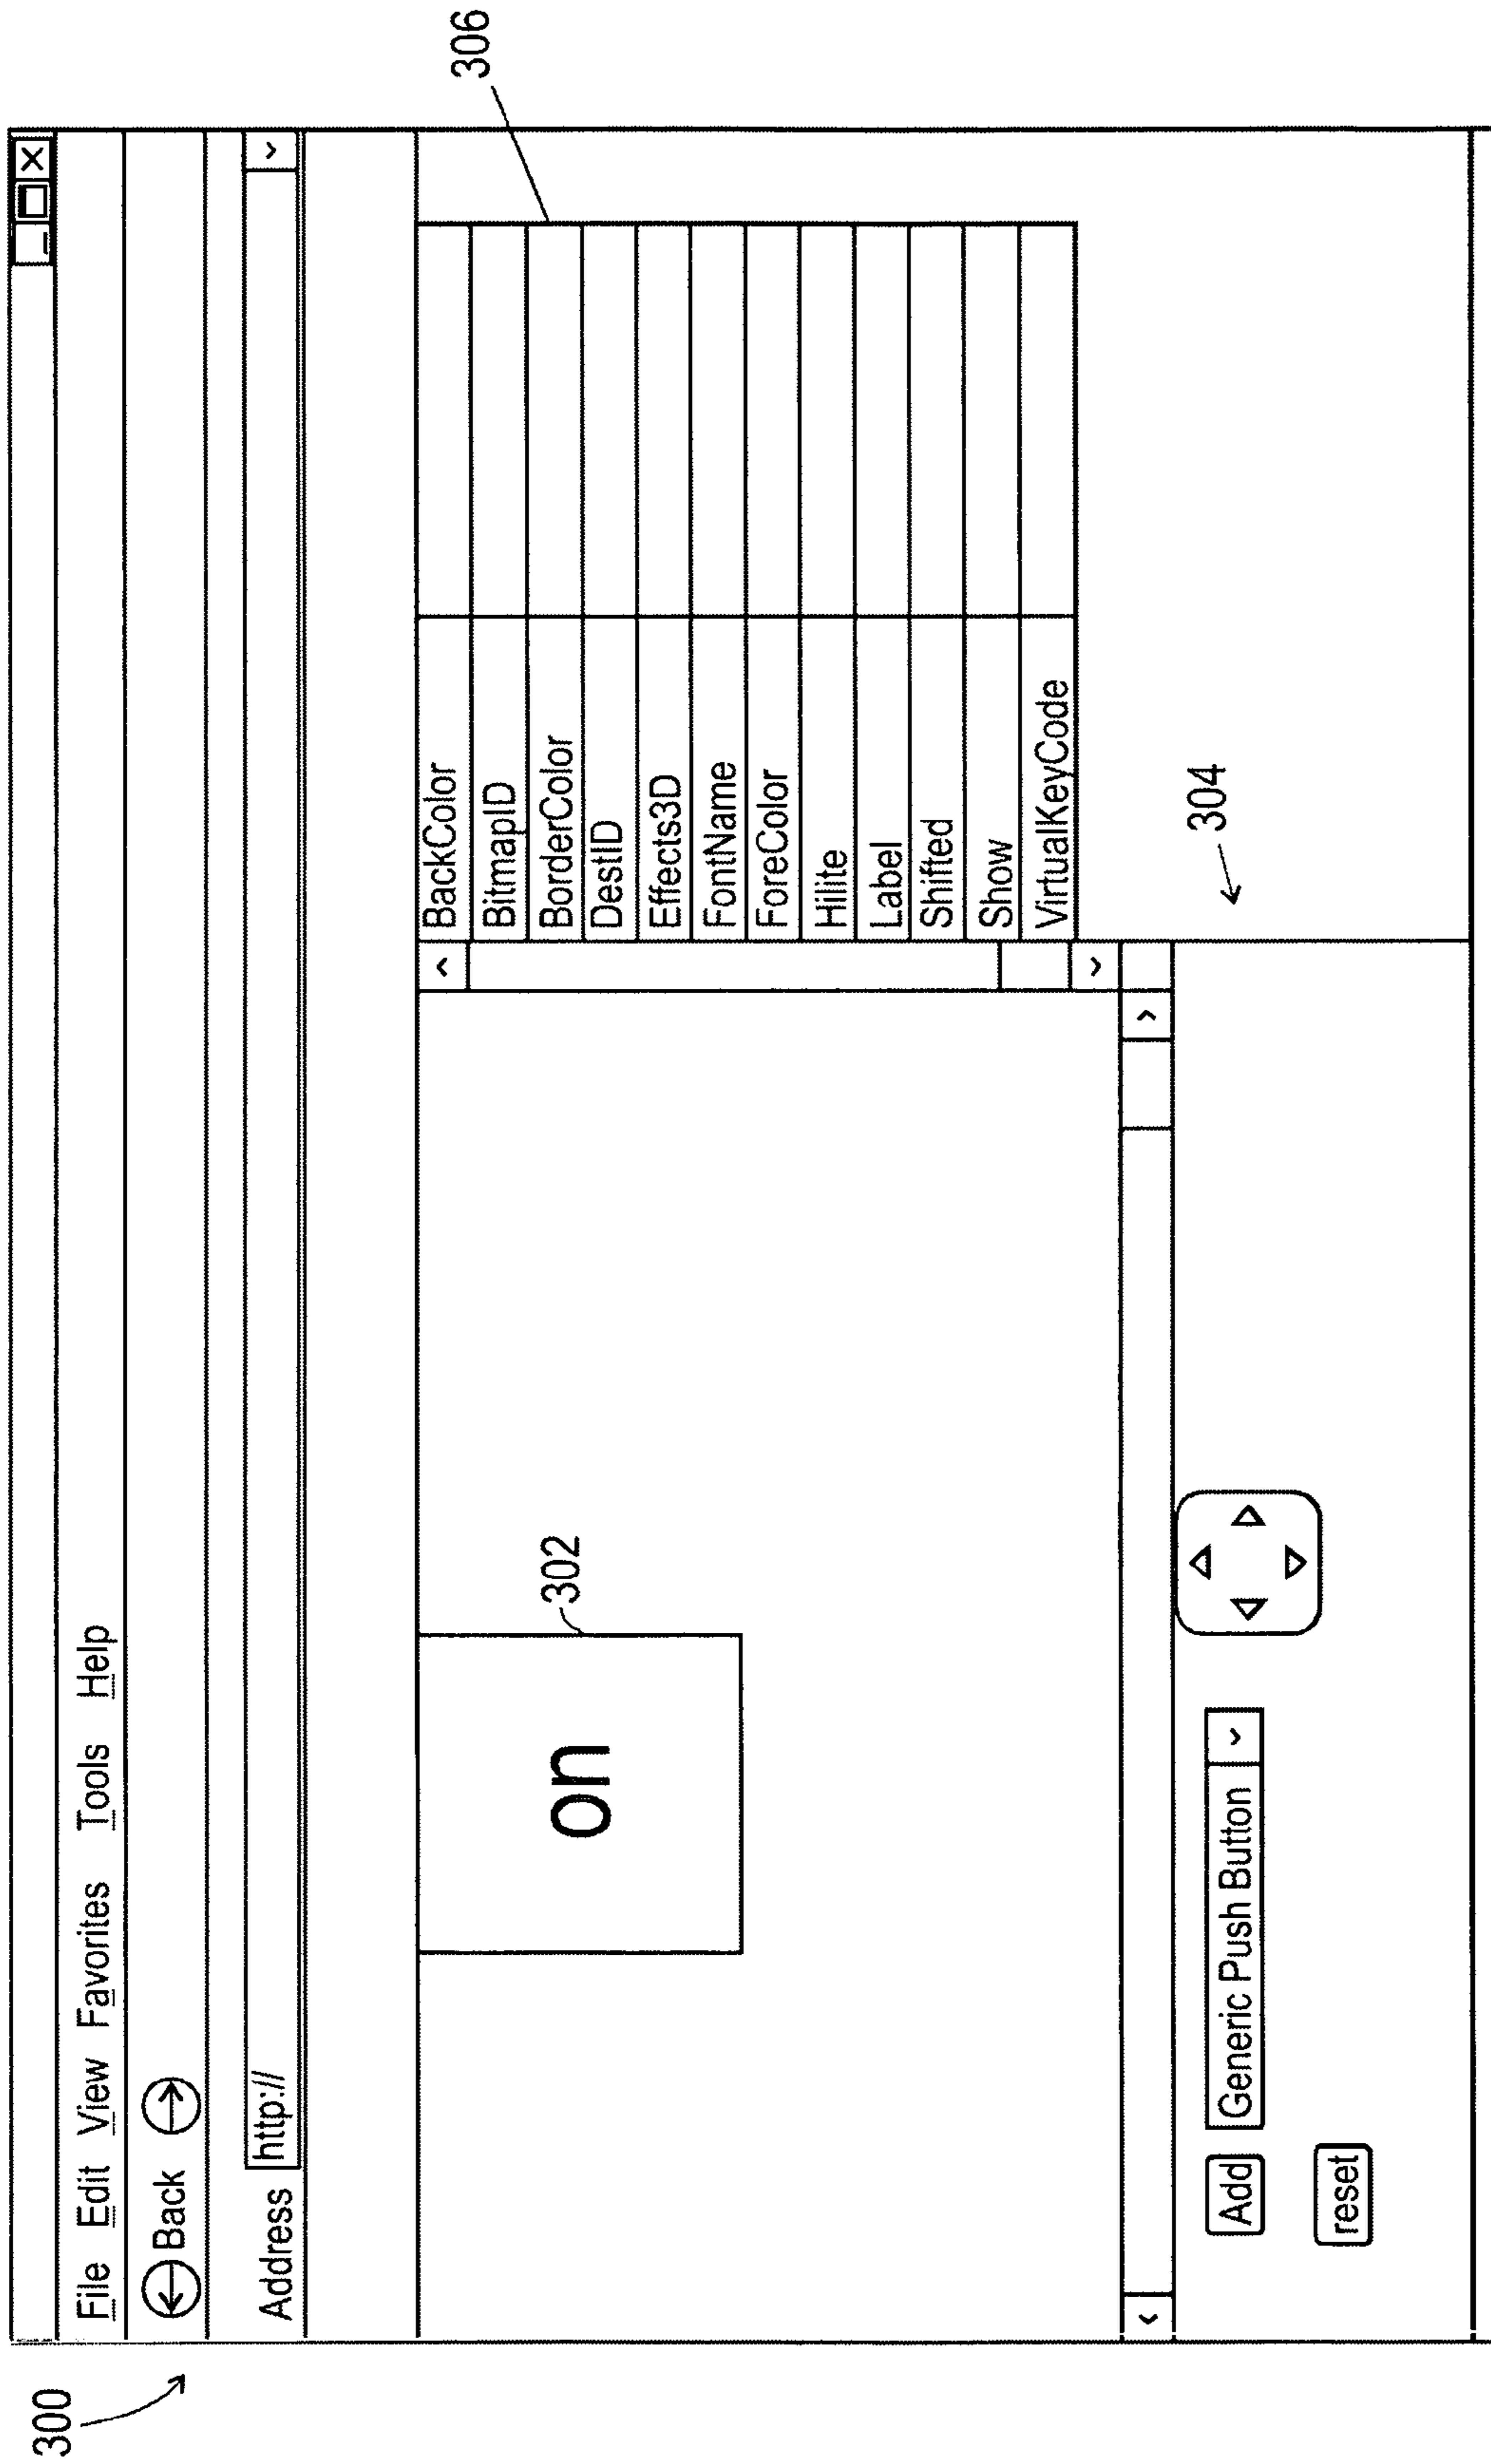 300
File Edit View Favorites Tools Help
Back
Address http://
302
on
306
BackColor
BitmapID
BorderColor
DestID
Effects3D
FontName
ForeColor
Hilite
Label
Shifted
Show
VirtualKeyCode
304
Add Generic Push Button
reset